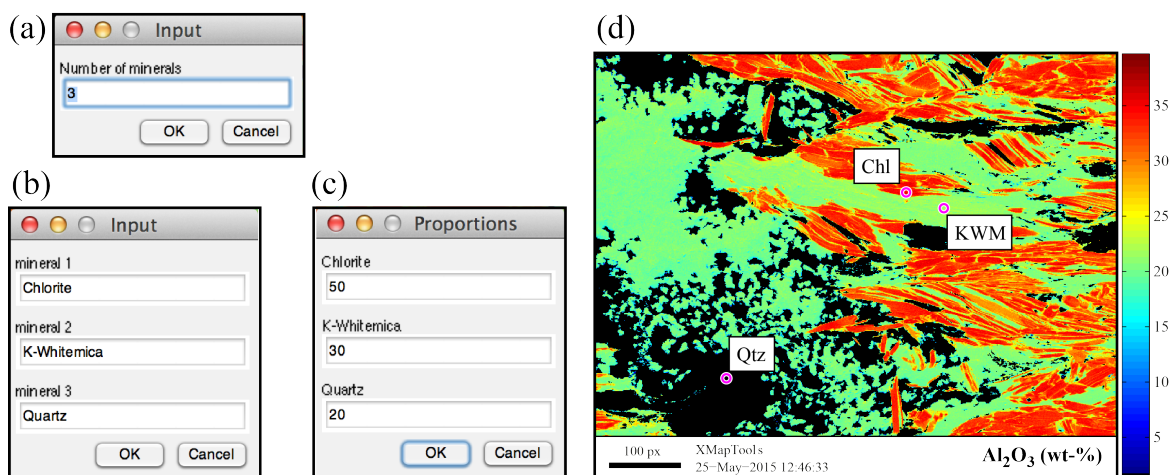 (a)
Input
Number of minerals
3
OK Cancel
(b)
Input
mineral 1
Chlorite
mineral 2
K-Whitemica
mineral 3
Quartz
OK Cancel
(c)
Proportions
Chlorite
50
K-Whitemica
30
Quartz
20
OK Cancel
(d)
Chl
KWM
Qtz
35
30
25
20
15
10
5
100 px
XMapTools
25-May-2015 12:46:33
Al₂O₃ (wt-%)